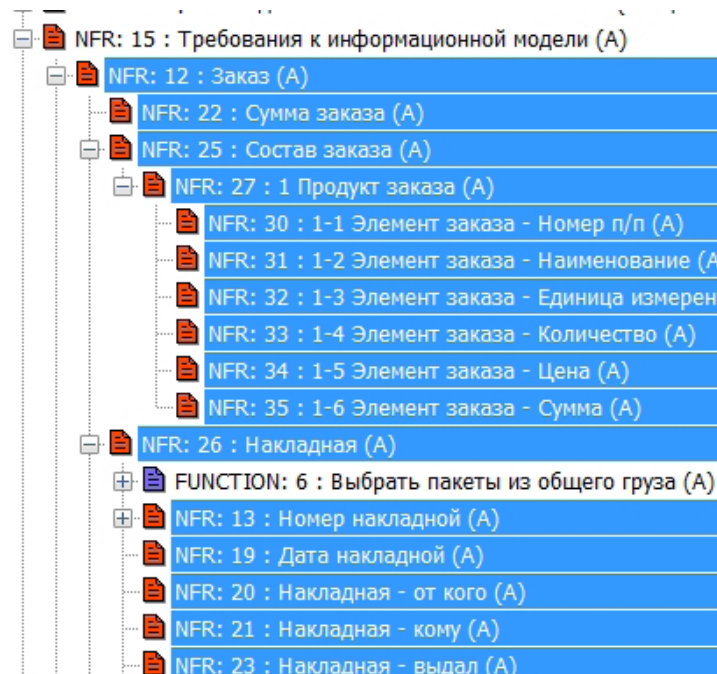 NFR: 15 : Требования к информационной модели (A)
NFR: 12 : Заказ (A)
NFR: 22 : Сумма заказа (A)
NFR: 25 : Состав заказа (A)
NFR: 27 : 1 Продукт заказа (A)
NFR: 30 : 1-1 Элемент заказа - Номер п/п (A)
NFR: 31 : 1-2 Элемент заказа - Наименование (A
NFR: 32 : 1-3 Элемент заказа - Единица измерен
NFR: 33 : 1-4 Элемент заказа - Количество (A)
NFR: 34 : 1-5 Элемент заказа - Цена (A)
NFR: 35 : 1-6 Элемент заказа - Сумма (A)
NFR: 26 : Накладная (A)
FUNCTION: 6 : Выбрать пакеты из общего груза (A)
NFR: 13 : Номер накладной (A)
NFR: 19 : Дата накладной (A)
NFR: 20 : Накладная - от кого (A)
NFR: 21 : Накладная - кому (A)
NFR: 23 : Накладная - выдал (A)